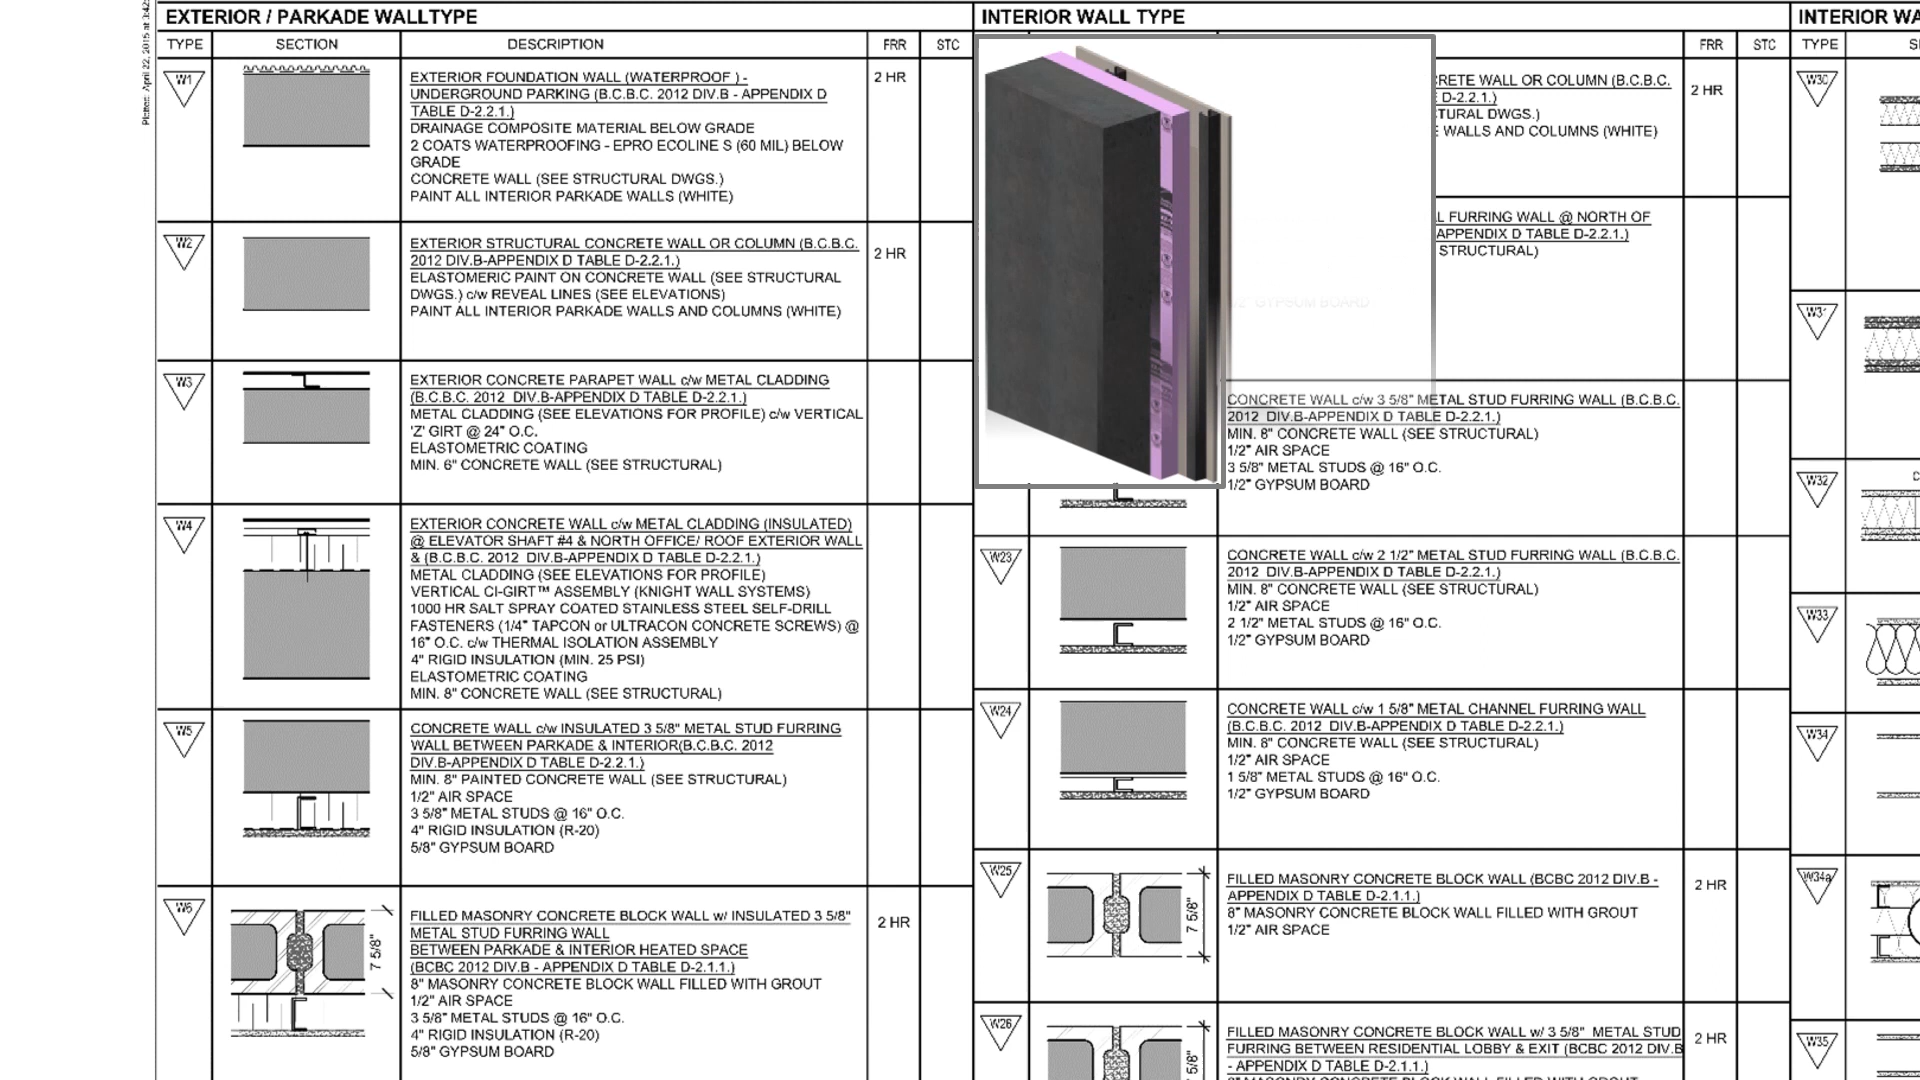 Plotted: April 22, 2015 at 3:42:
EXTERIOR / PARKADE WALLTYPE
TYPE SECTION DESCRIPTION FRR STC
W1
EXTERIOR FOUNDATION WALL (WATERPROOF ) -
UNDERGROUND PARKING (B.C.B.C. 2012 DIV.B - APPENDIX D
TABLE D-2.2.1.)
DRAINAGE COMPOSITE MATERIAL BELOW GRADE
2 COATS WATERPROOFING - EPRO ECOLINE S (60 MIL) BELOW
GRADE
CONCRETE WALL (SEE STRUCTURAL DWGS.)
PAINT ALL INTERIOR PARKADE WALLS (WHITE)
2 HR
W2
EXTERIOR STRUCTURAL CONCRETE WALL OR COLUMN (B.C.B.C.
2012 DIV.B-APPENDIX D TABLE D-2.2.1.)
ELASTOMERIC PAINT ON CONCRETE WALL (SEE STRUCTURAL
DWGS.) c/w REVEAL LINES (SEE ELEVATIONS)
PAINT ALL INTERIOR PARKADE WALLS AND COLUMNS (WHITE)
2 HR
W3
EXTERIOR CONCRETE PARAPET WALL c/w METAL CLADDING
(B.C.B.C. 2012 DIV.B-APPENDIX D TABLE D-2.2.1.)
METAL CLADDING (SEE ELEVATIONS FOR PROFILE) c/w VERTICAL
'Z' GIRT @ 24" O.C.
ELASTOMETRIC COATING
MIN. 6" CONCRETE WALL (SEE STRUCTURAL)
W4
EXTERIOR CONCRETE WALL c/w METAL CLADDING (INSULATED)
@ ELEVATOR SHAFT #4 & NORTH OFFICE/ ROOF EXTERIOR WALL
& (B.C.B.C. 2012 DIV.B-APPENDIX D TABLE D-2.2.1.)
METAL CLADDING (SEE ELEVATIONS FOR PROFILE)
VERTICAL CI-GIRT™ ASSEMBLY (KNIGHT WALL SYSTEMS)
1000 HR SALT SPRAY COATED STAINLESS STEEL SELF-DRILL
FASTENERS (1/4" TAPCON or ULTRACON CONCRETE SCREWS) @
16" O.C. c/w THERMAL ISOLATION ASSEMBLY
4" RIGID INSULATION (MIN. 25 PSI)
ELASTOMETRIC COATING
MIN. 8" CONCRETE WALL (SEE STRUCTURAL)
W5
CONCRETE WALL c/w INSULATED 3 5/8" METAL STUD FURRING
WALL BETWEEN PARKADE & INTERIOR(B.C.B.C. 2012
DIV.B-APPENDIX D TABLE D-2.2.1.)
MIN. 8" PAINTED CONCRETE WALL (SEE STRUCTURAL)
1/2" AIR SPACE
3 5/8" METAL STUDS @ 16" O.C.
4" RIGID INSULATION (R-20)
5/8" GYPSUM BOARD
W6
7 5/8"
FILLED MASONRY CONCRETE BLOCK WALL w/ INSULATED 3 5/8"
METAL STUD FURRING WALL
BETWEEN PARKADE & INTERIOR HEATED SPACE
(BCBC 2012 DIV.B - APPENDIX D TABLE D-2.1.1.)
8" MASONRY CONCRETE BLOCK WALL FILLED WITH GROUT
1/2" AIR SPACE
3 5/8" METAL STUDS @ 16" O.C.
4" RIGID INSULATION (R-20)
5/8" GYPSUM BOARD
2 HR
INTERIOR WALL TYPE
FRR STC
RETE WALL OR COLUMN (B.C.B.C.
D-2.2.1.)
TURAL DWGS.)
WALLS AND COLUMNS (WHITE)
2 HR
L FURRING WALL @ NORTH OF
APPENDIX D TABLE D-2.2.1.)
STRUCTURAL)
1/2" GYPSUM BOARD
CONCRETE WALL c/w 3 5/8" METAL STUD FURRING WALL (B.C.B.C.
2012 DIV.B-APPENDIX D TABLE D-2.2.1.)
MIN. 8" CONCRETE WALL (SEE STRUCTURAL)
1/2" AIR SPACE
3 5/8" METAL STUDS @ 16" O.C.
1/2" GYPSUM BOARD
W23
CONCRETE WALL c/w 2 1/2" METAL STUD FURRING WALL (B.C.B.C.
2012 DIV.B-APPENDIX D TABLE D-2.2.1.)
MIN. 8" CONCRETE WALL (SEE STRUCTURAL)
1/2" AIR SPACE
2 1/2" METAL STUDS @ 16" O.C.
1/2" GYPSUM BOARD
W24
CONCRETE WALL c/w 1 5/8" METAL CHANNEL FURRING WALL
(B.C.B.C. 2012 DIV.B-APPENDIX D TABLE D-2.2.1.)
MIN. 8" CONCRETE WALL (SEE STRUCTURAL)
1/2" AIR SPACE
1 5/8" METAL STUDS @ 16" O.C.
1/2" GYPSUM BOARD
W25
7 5/8"
FILLED MASONRY CONCRETE BLOCK WALL (BCBC 2012 DIV.B -
APPENDIX D TABLE D-2.1.1.)
8" MASONRY CONCRETE BLOCK WALL FILLED WITH GROUT
1/2" AIR SPACE
2 HR
W26
5/8"
FILLED MASONRY CONCRETE BLOCK WALL w/ 3 5/8" METAL STUD
FURRING BETWEEN RESIDENTIAL LOBBY & EXIT (BCBC 2012 DIV.B
- APPENDIX D TABLE D-2.1.1.)
8" MASONRY CONCRETE BLOCK WALL FILLED WITH GROUT
2 HR
INTERIOR WA
TYPE S
W30
W31
W32
W33
W34
W34a
W35